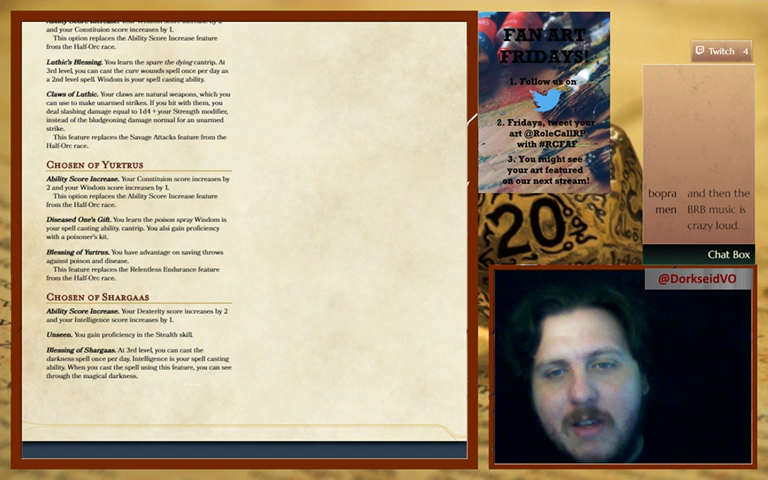 Ability Score Increase. Your Wisdom score increases by 2
and your Constituion score increases by 1.
This option replaces the Ability Score Increase feature
from the Half-Orc race.
Luthic's Blessing. You learn the spare the dying cantrip. At
3rd level, you can cast the cure wounds spell once per day as
a 2nd level spell. Wisdom is your spell casting ability.
Claws of Luthic. Your claws are natural weapons, which you
can use to make unarmed strikes. If you hit with them, you
deal slashing damage equal to 1d4 + your Strength modifier,
instead of the bludgeoning damage normal for an unarmed
strike.
This feature replaces the Savage Attacks feature from the
Half-Orc race.
Chosen of Yurtrus
Ability Score Increase. Your Constitution score increases by
2 and your Wisdom score increases by 1.
This option replaces the Ability Score Increase feature
from the Half-Orc race.
Diseased One's Gift. You learn the poison spray Wisdom is
your spell casting ability. cantrip. You alsi gain proficiency
with a poisoner's kit.
Blessing of Yurtrus. You have advantage on saving throws
against poison and disease.
This feature replaces the Relentless Endurance feature
from the Half-Orc race.
Chosen of Shargaas
Ability Score Increase. Your Dexterity score increases by 2
and your Intelligence score increases by 1.
Unseen. You gain proficiency in the Stealth skill.
Blessing of Shargaas. At 3rd level, you can cast the
darkness spell once per day. Intelligence is your spell casting
ability. When you cast the spell using this feature, you can see
through the magical darkness.
FAN ART
FRIDAYS!
1. Follow us on
2. Fridays, tweet your
art @RoleCallRP
with #RCFAF
3. You might see
your art featured
on our next stream!
20
Twitch 4
bopra and then the
men BRB music is
crazy loud.
Chat Box
@DorkseidVO